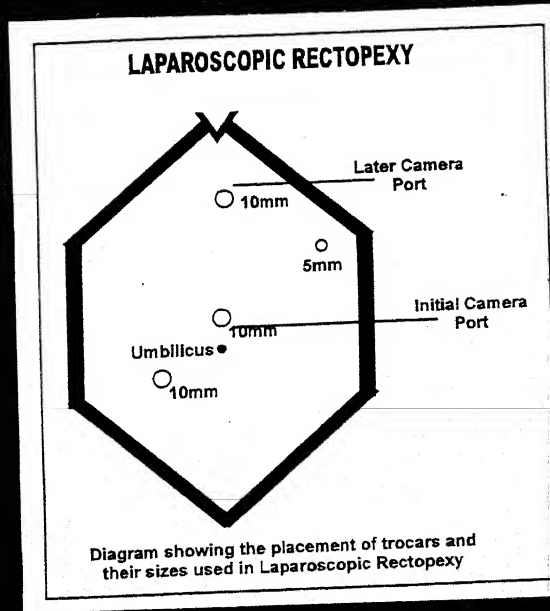 LAPAROSCOPIC RECTOPEXY
Later Camera
Port
10mm
5mm
Initial Camera
Port
10mm
Umbilicus
10mm
Diagram showing the placement of trocars and
their sizes used in Laparoscopic Rectopexy